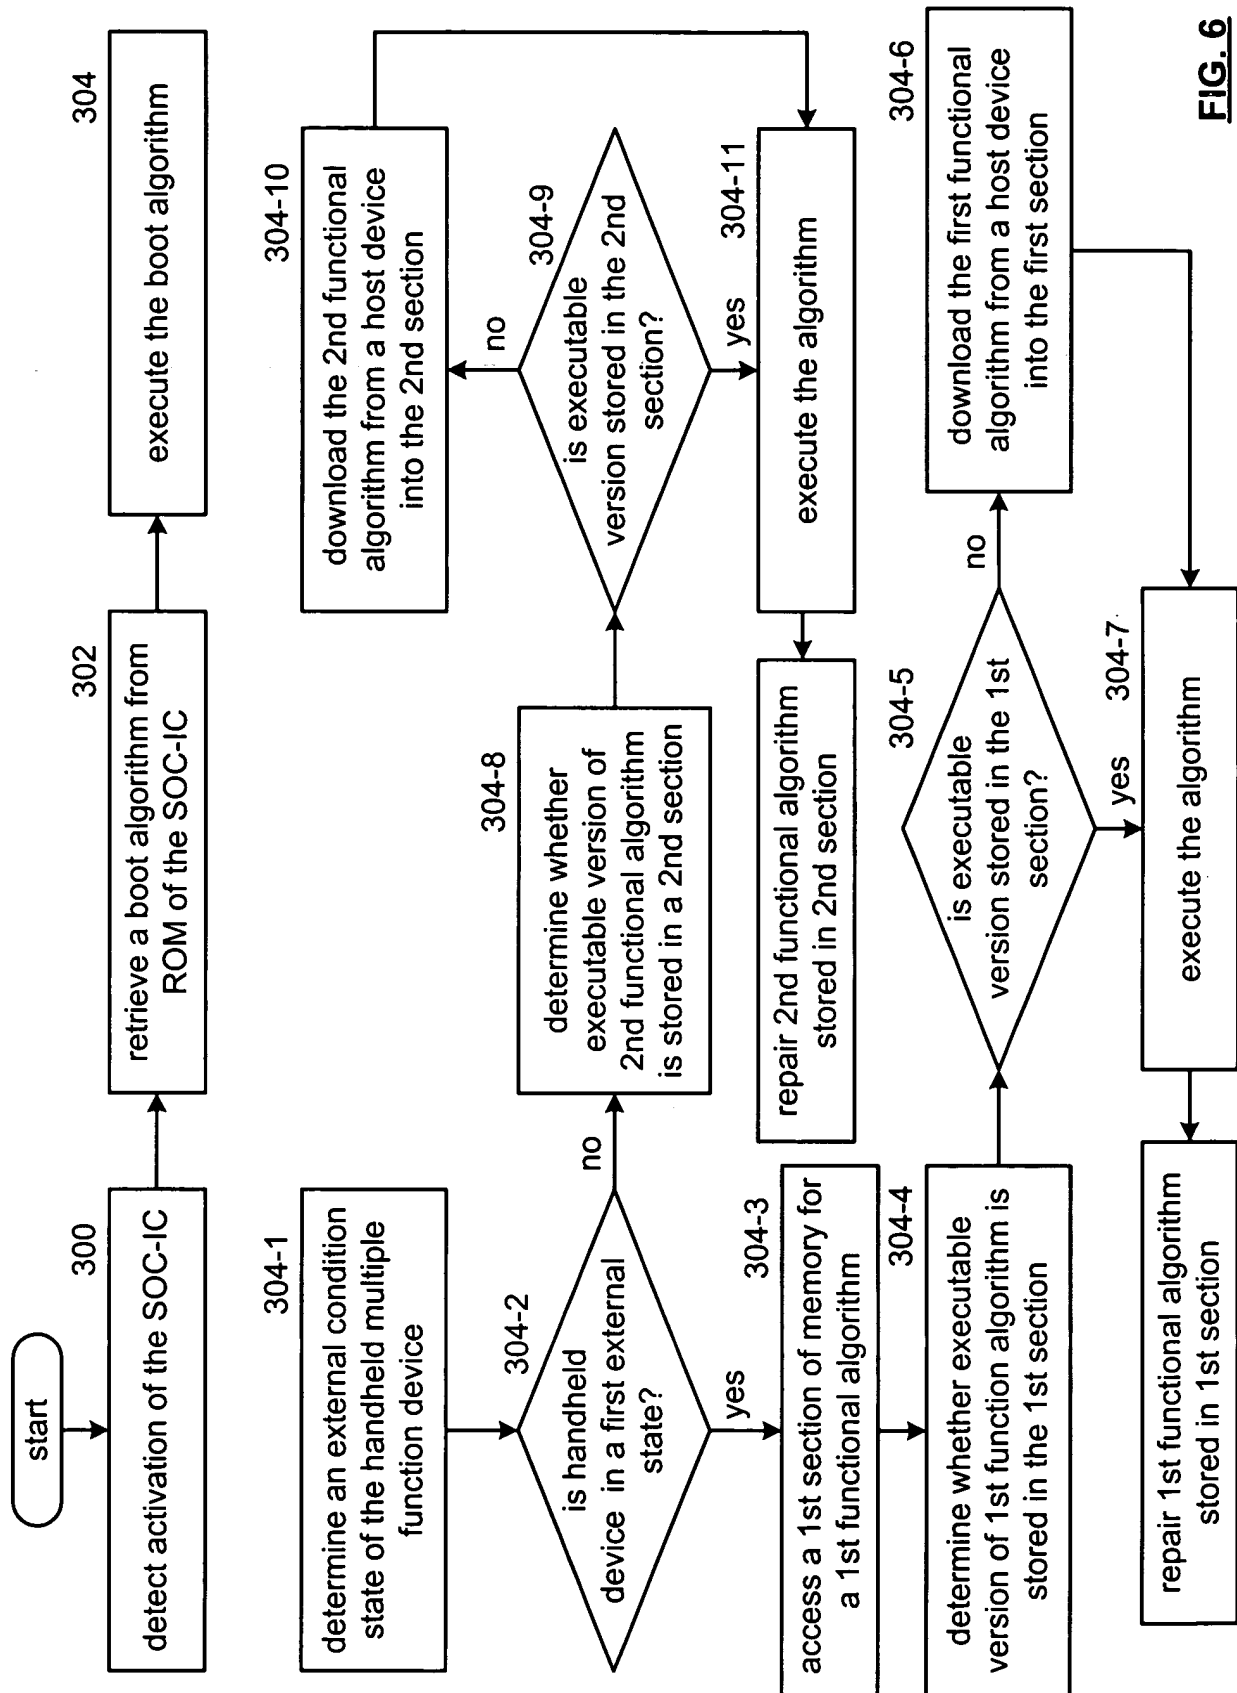 start
300
detect activation of the SOC-IC
302
retrieve a boot algorithm from
ROM of the SOC-IC
304
execute the boot algorithm
304-1
determine an external condition
state of the handheld multiple
function device
304-2
is handheld
device in a first external
state?
no
yes
304-3
access a 1st section of memory for
a 1st functional algorithm
304-4
determine whether executable
version of 1st function algorithm is
stored in the 1st section
304-8
determine whether
executable version of
2nd functional algorithm
is stored in a 2nd section
304-9
is executable
version stored in the 2nd
section?
no
yes
304-10
download the 2nd functional
algorithm from a host device
into the 2nd section
304-11
execute the algorithm
repair 2nd functional algorithm
stored in 2nd section
304-5
is executable
version stored in the 1st
section?
no
yes
304-6
download the first functional
algorithm from a host device
into the first section
304-7
execute the algorithm
repair 1st functional algorithm
stored in 1st section
FIG. 6